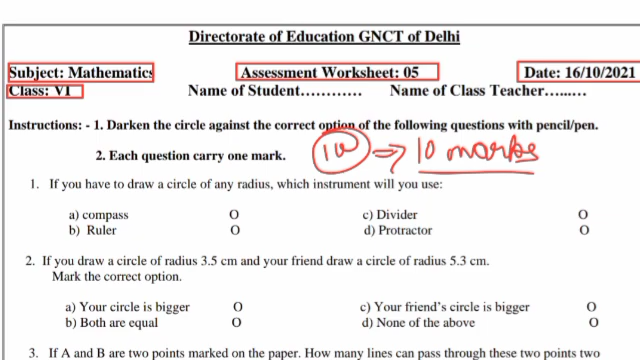 Directorate of Education GNCT of Delhi
Subject: Mathematics Assessment Worksheet: 05 Date: 16/10/2021
Class: VI Name of Student………… Name of Class Teacher…...….
Instructions: - 1. Darken the circle against the correct option of the following questions with pencil/pen.
2. Each question carry one mark. 10 ⇒ 10 marks
1. If you have to draw a circle of any radius, which instrument will you use:
a) compass O c) Divider O
b) Ruler O d) Protractor O
2. If you draw a circle of radius 3.5 cm and your friend draw a circle of radius 5.3 cm.
Mark the correct option.
a) Your circle is bigger O c) Your friend's circle is bigger O
b) Both are equal O d) None of the above O
3. If A and B are two points marked on the paper. How many lines can pass through these two points two